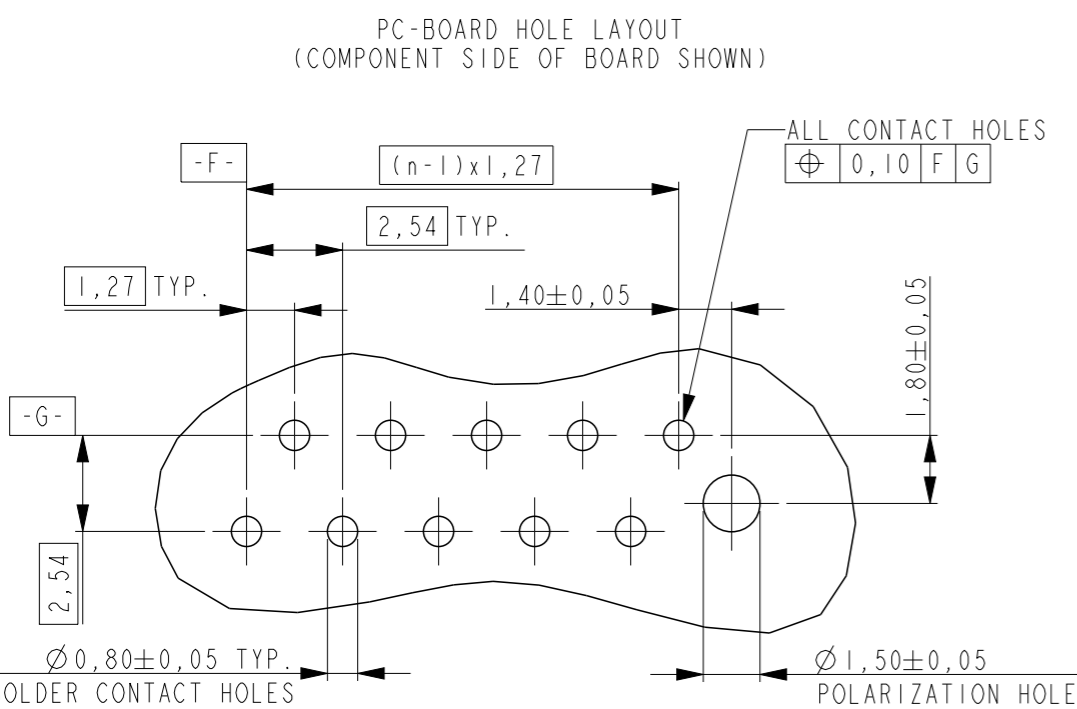 PC-BOARD HOLE LAYOUT
(COMPONENT SIDE OF BOARD SHOWN)
ALL CONTACT HOLES
⌖ 0,10 F G
-F-
(n-1)x1,27
2,54 TYP.
1,27 TYP.
1,40±0,05
1,80±0,05
-G-
2,54
Ø0,80±0,05 TYP.
OLDER CONTACT HOLES
Ø1,50±0,05
POLARIZATION HOLE